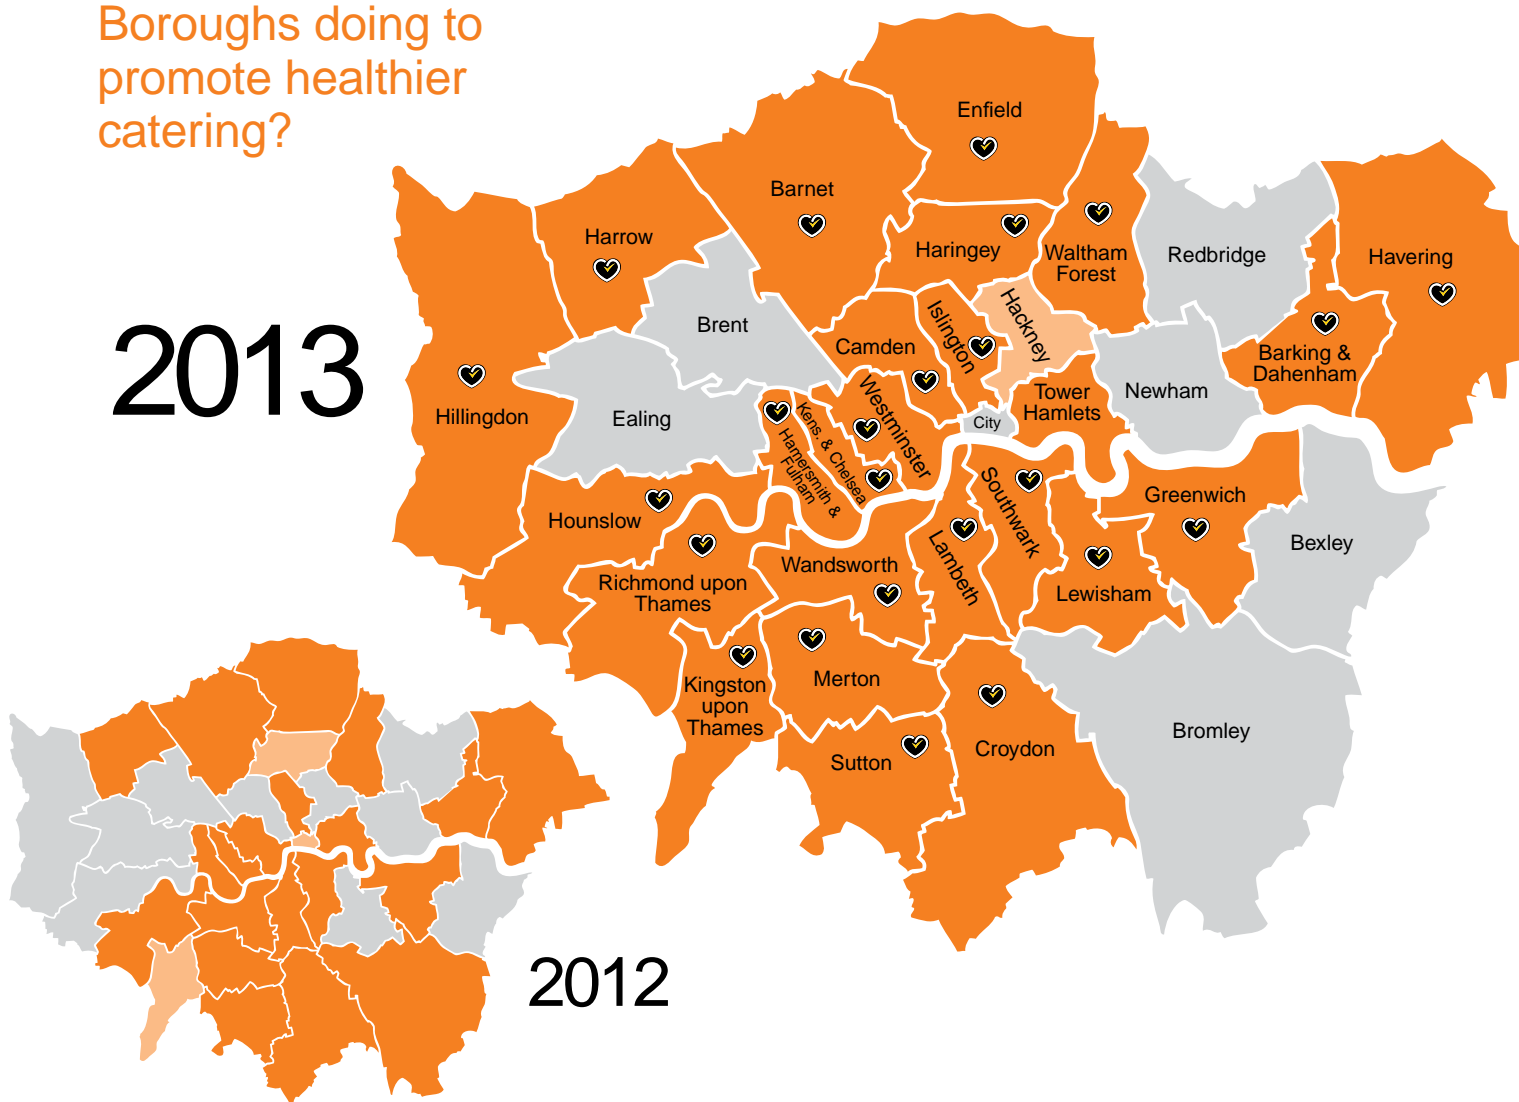 Boroughs doing to
promote healthier
catering?
2013
Enfield
Barnet
Harrow
Haringey
Waltham
Forest
Redbridge
Havering
Hackney
Islington
Brent
Camden
Barking &
Dahenham
Tower
Hamlets
Newham
Westminster
Hillingdon
Ealing
City
Kens. & Chelsea
Hamersmith &
Fulham
Southwark
Greenwich
Hounslow
Bexley
Lambeth
Wandsworth
Richmond upon
Thames
Lewisham
Kingston
upon
Thames
Merton
Bromley
Croydon
Sutton
2012